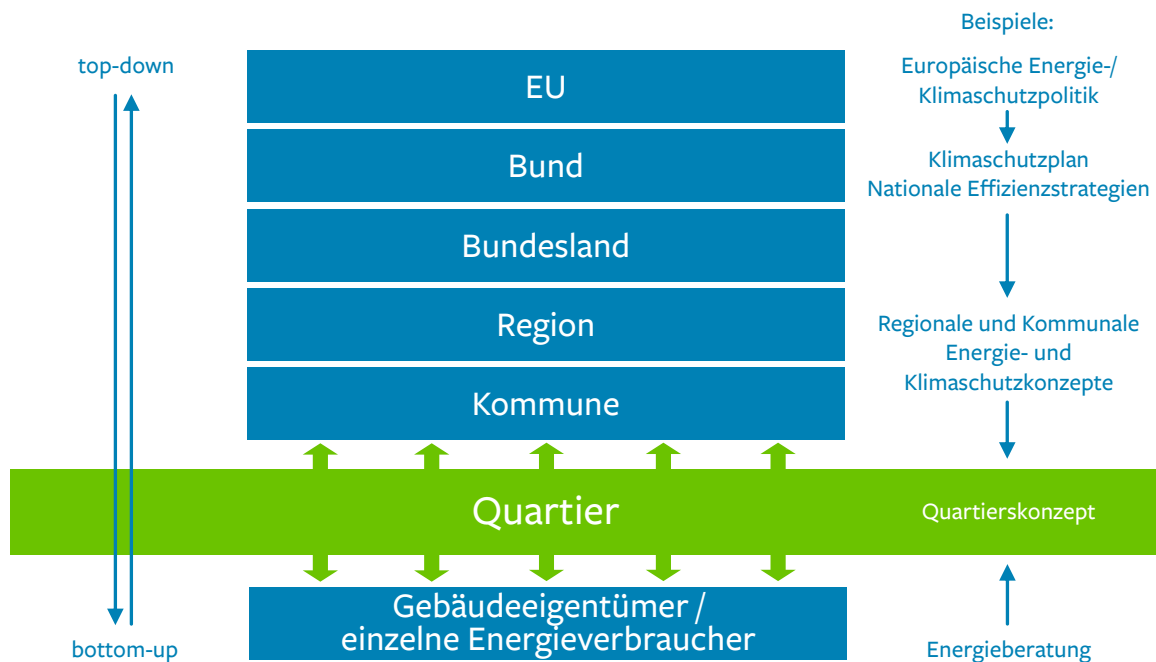 Beispiele:
top-down
EU
Europäische Energie-/
Klimaschutzpolitik
Bund
Klimaschutzplan
Nationale Effizienzstrategien
Bundesland
Region
Regionale und Kommunale
Energie- und
Klimaschutzkonzepte
Kommune
Quartier
Quartierskonzept
Gebäudeeigentümer /
einzelne Energieverbraucher
bottom-up
Energieberatung